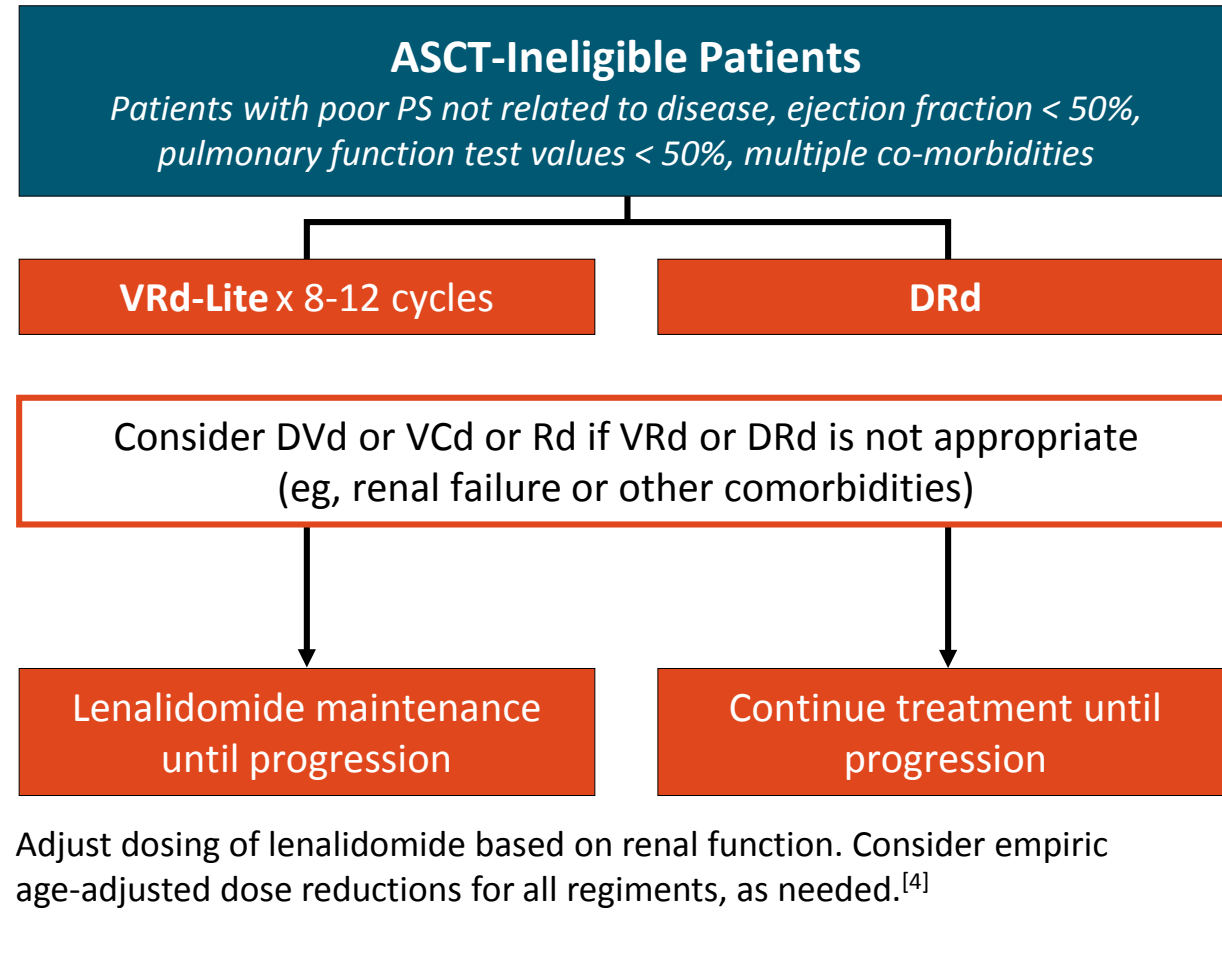 ASCT-Ineligible Patients
Patients with poor PS not related to disease, ejection fraction < 50%,
pulmonary function test values < 50%, multiple co-morbidities
VRd-Lite x 8-12 cycles
DRd
Consider DVd or VCd or Rd if VRd or DRd is not appropriate
(eg, renal failure or other comorbidities)
Lenalidomide maintenance
until progression
Continue treatment until
progression
Adjust dosing of lenalidomide based on renal function. Consider empiric
age-adjusted dose reductions for all regiments, as needed.[4]